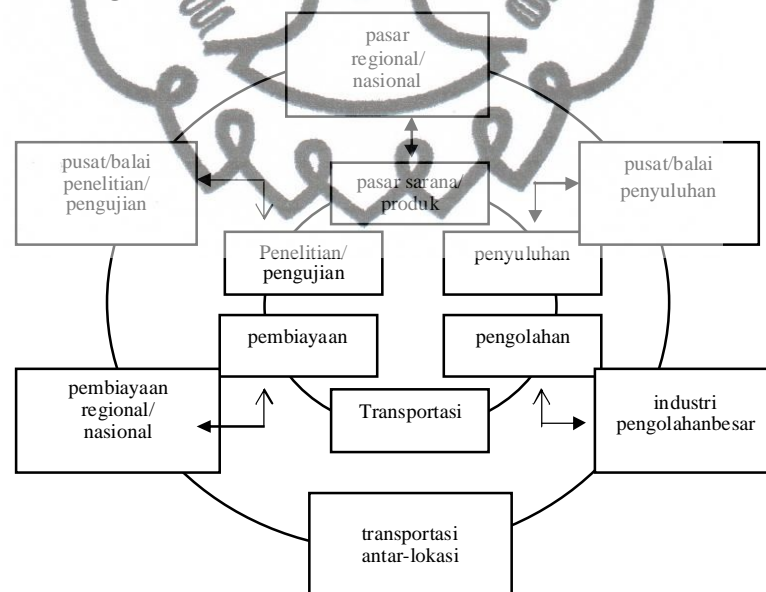 pasar
regional/
nasional
pusat/balai
penelitian/
pengujian
pasar sarana/
produk
pusat/balai
penyuluhan
Penelitian/
pengujian
penyuluhan
pembiayaan
pengolahan
pembiayaan
regional/
nasional
Transportasi
industri
pengolahanbesar
transportasi
antar-lokasi